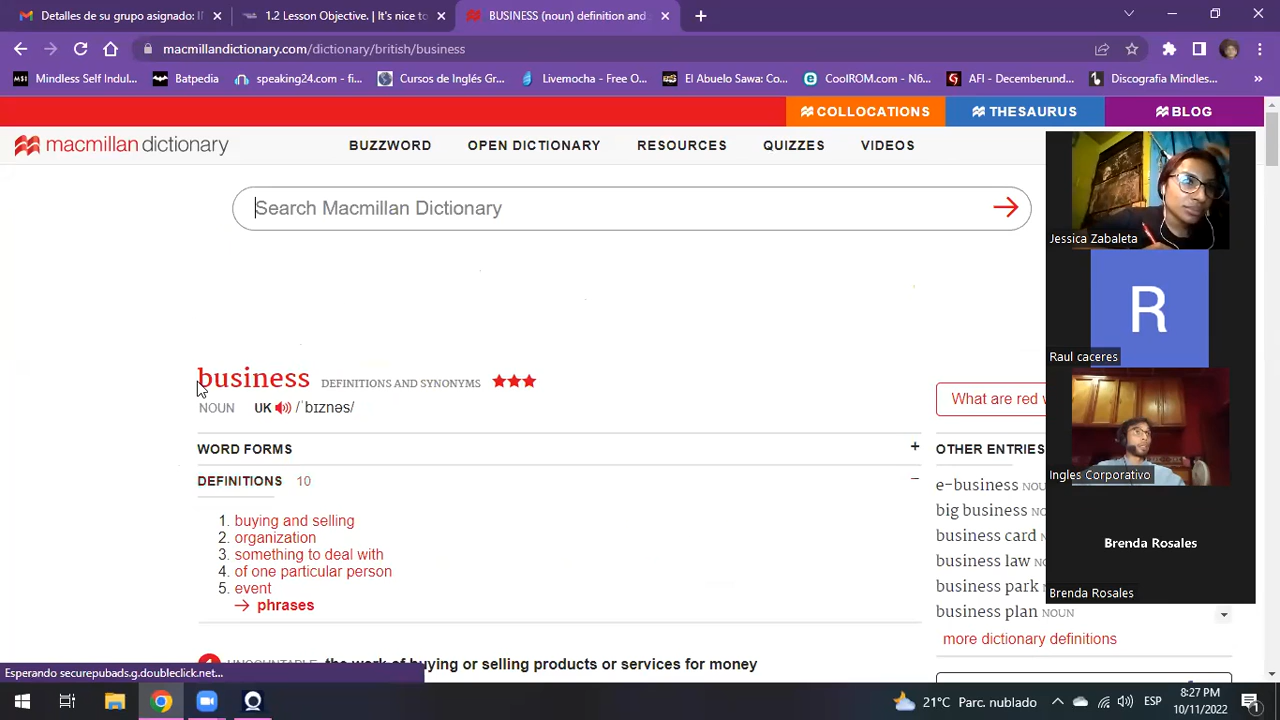 Detalles de su grupo asignado: If
1.2 Lesson Objective. | It's nice to
BUSINESS (noun) definition and
macmillandictionary.com/dictionary/british/business
Mindless Self Indul...
Batpedia
speaking24.com - fi...
Cursos de Inglés Gr...
Livemocha - Free O...
El Abuelo Sawa: Co...
CoolROM.com - N6...
AFI - Decemberund...
Discografia Mindles...
COLLOCATIONS
THESAURUS
BLOG
macmillan dictionary
BUZZWORD
OPEN DICTIONARY
RESOURCES
QUIZZES
VIDEOS
Search Macmillan Dictionary
Jessica Zabaleta
R
Raul caceres
Ingles Corporativo
Brenda Rosales
Brenda Rosales
business DEFINITIONS AND SYNONYMS
NOUN UK /ˈbɪznəs/
WORD FORMS +
DEFINITIONS 10 −
1. buying and selling
2. organization
3. something to deal with
4. of one particular person
5. event
→ phrases
UNCOUNTABLE the work of buying or selling products or services for money
What are red
OTHER ENTRIES
e-business NOU
big business NO
business card N
business law NO
business park N
business plan NOUN
more dictionary definitions
Esperando securepubads.g.doubleclick.net...
21°C Parc. nublado
ESP
8:27 PM
10/11/2022
1